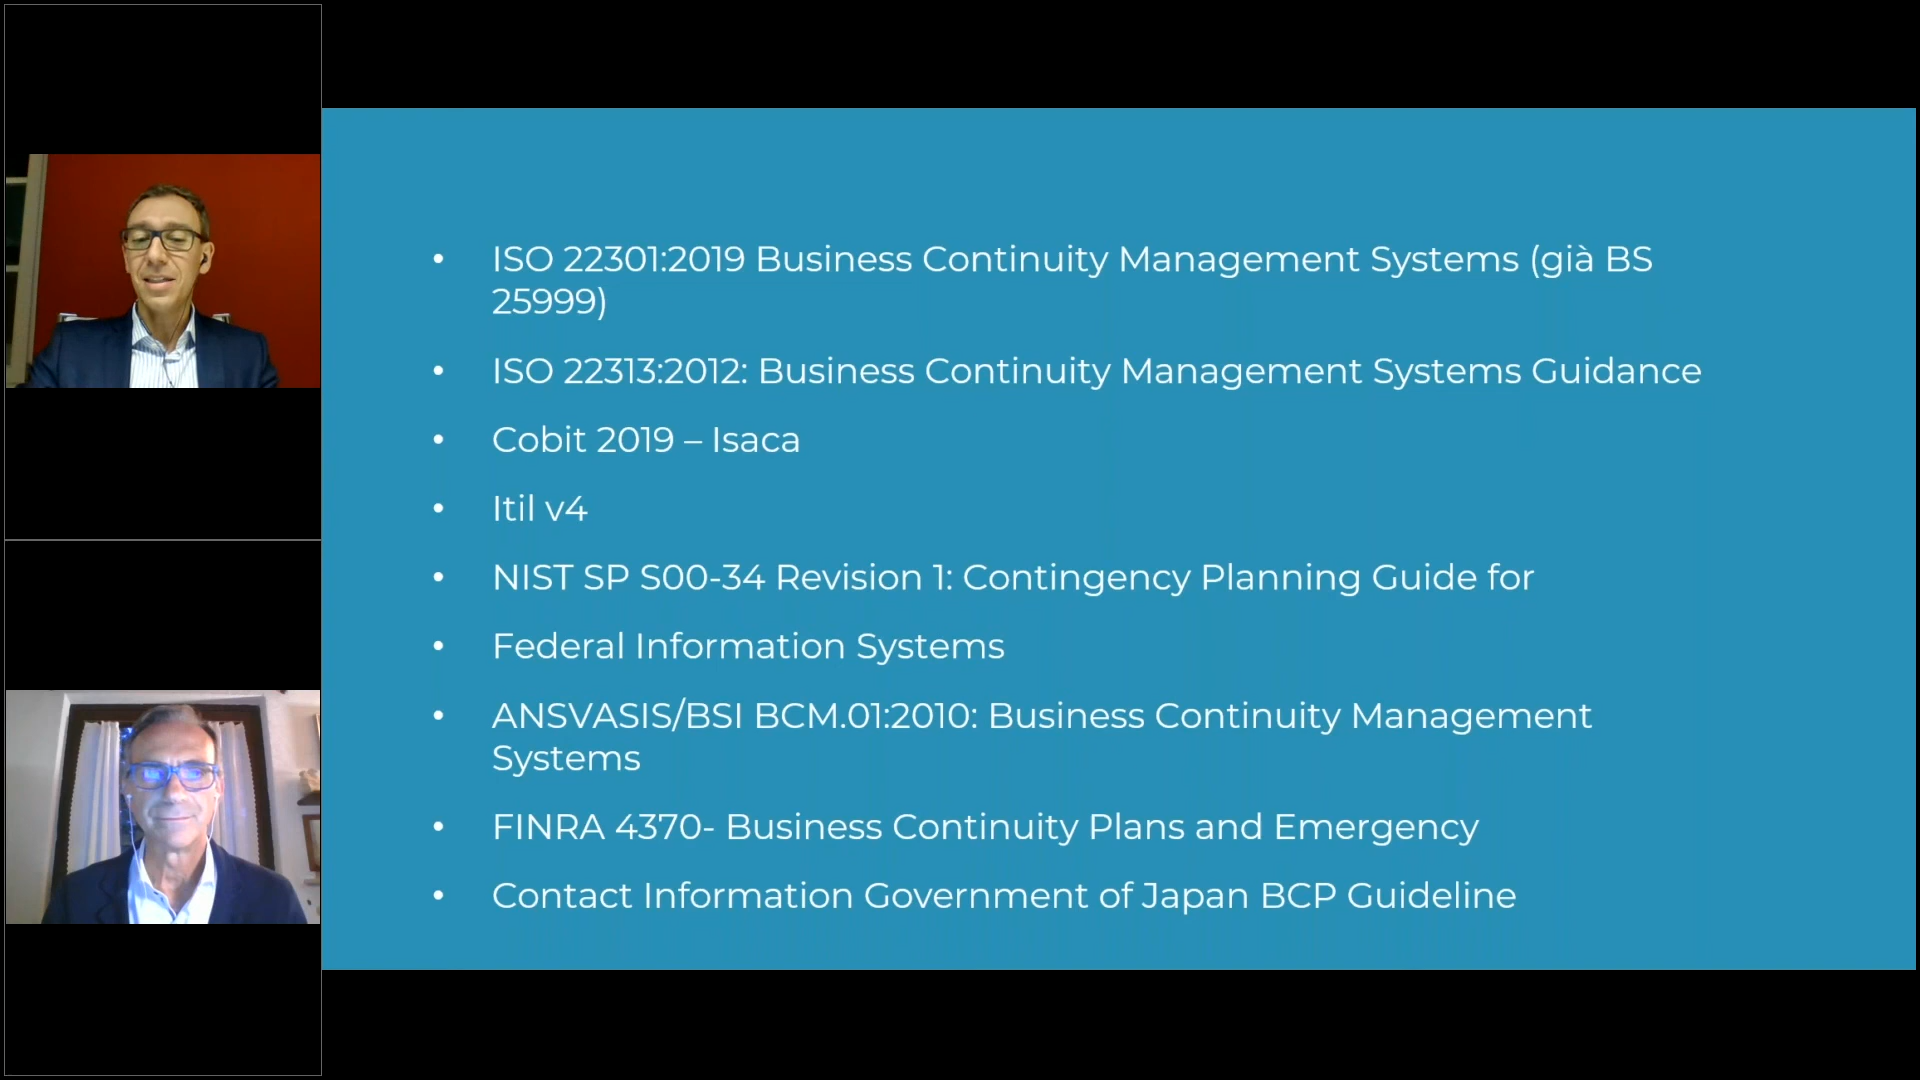 • ISO 22301:2019 Business Continuity Management Systems (già BS
25999)
• ISO 22313:2012: Business Continuity Management Systems Guidance
• Cobit 2019 – Isaca
• Itil v4
• NIST SP S00-34 Revision 1: Contingency Planning Guide for
• Federal Information Systems
• ANSVASIS/BSI BCM.01:2010: Business Continuity Management
Systems
• FINRA 4370- Business Continuity Plans and Emergency
• Contact Information Government of Japan BCP Guideline